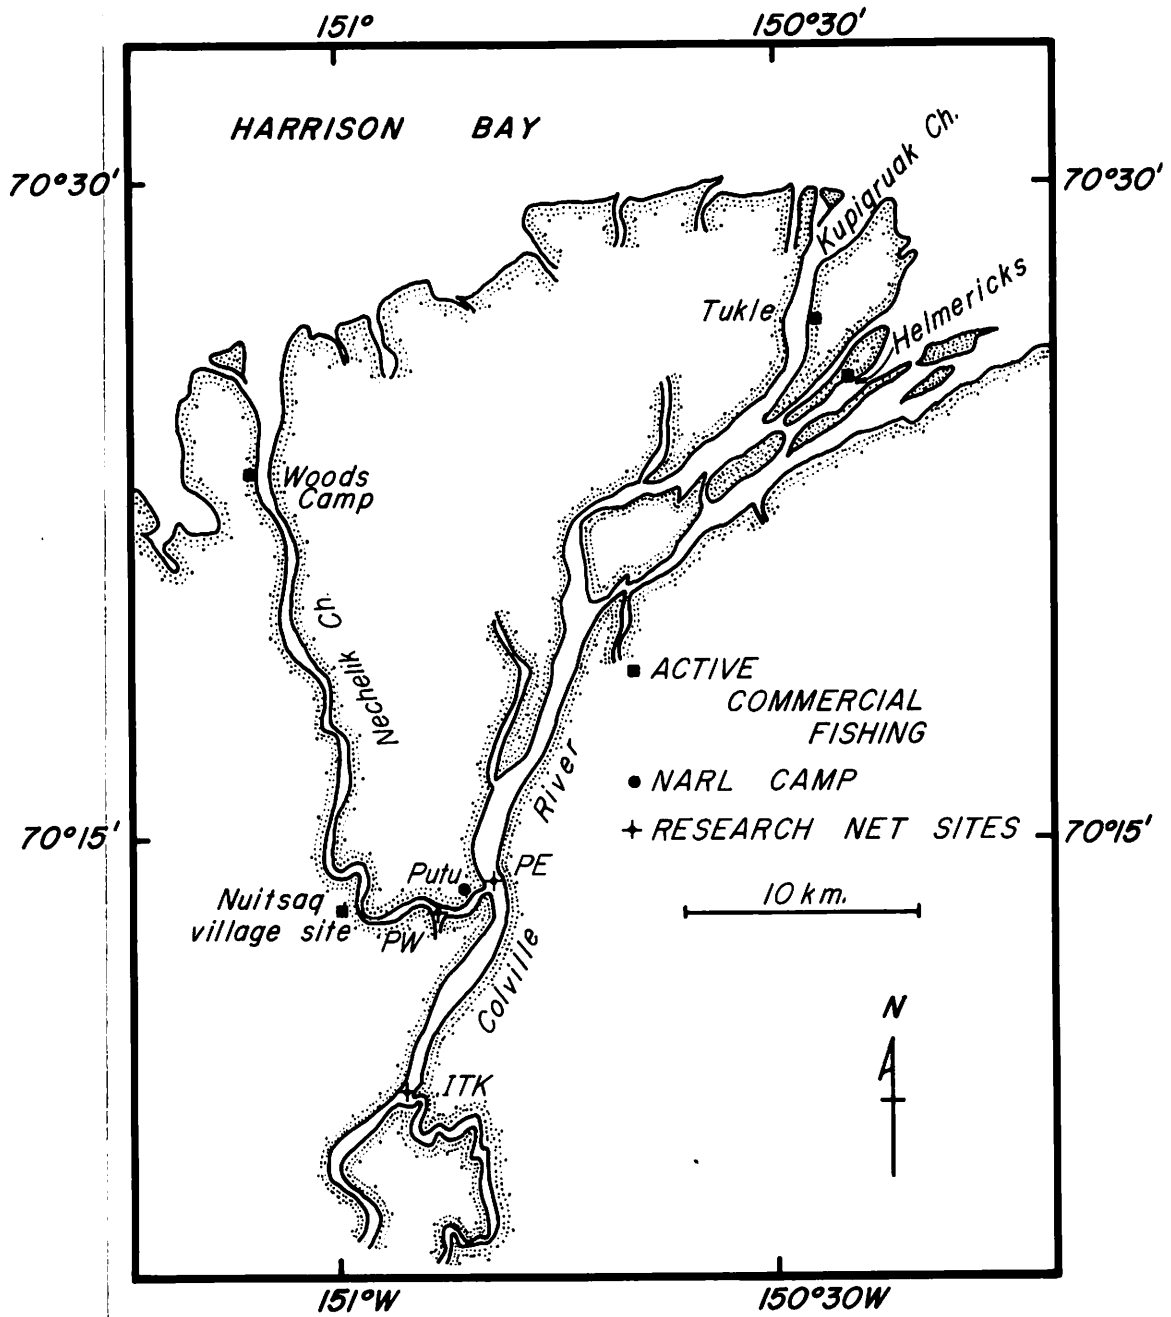 151° 150°30'
HARRISON BAY
Kupigruak Ch.
70°30' 70°30'
Tukle
Helmericks
Woods
Camp
Nechelik Ch.
ACTIVE
COMMERCIAL
FISHING
River
NARL CAMP
70°15' RESEARCH NET SITES 70°15'
Putu PE
Nuitsaq
village site
10 km.
PW
Colville
N
ITK
151°W 150°30W